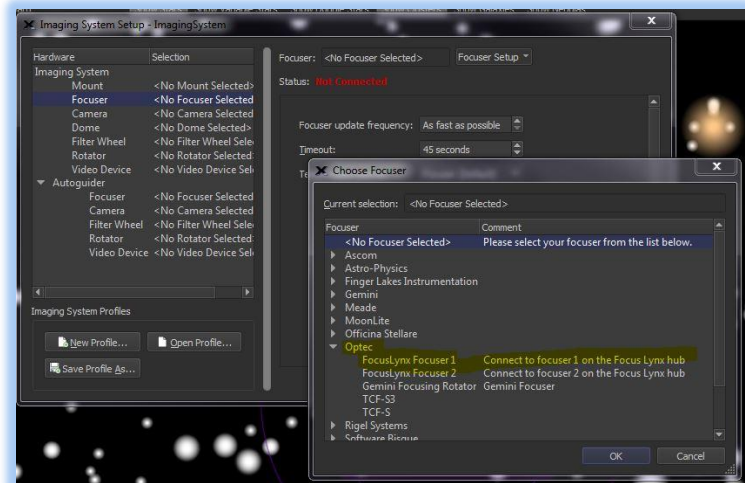 Imaging System Setup - ImagingSystem
Hardware Selection
Imaging System
Mount <No Mount Selected>
Focuser <No Focuser Selected
Camera <No Camera Selected
Dome <No Dome Selected>
Filter Wheel <No Filter Wheel Sele
Rotator <No Rotator Selected>
Video Device <No Video Device Sel
Autoguider
Focuser <No Focuser Selected
Camera <No Camera Selected
Filter Wheel <No Filter Wheel Sele
Rotator <No Rotator Selected>
Video Device <No Video Device Sele
Imaging System Profiles
New Profile... Open Profile...
Save Profile As...
Focuser: <No Focuser Selected> Focuser Setup
Status: Not Connected
Focuser update frequency: As fast as possible
Timeout: 45 seconds
Choose Focuser
Current selection: <No Focuser Selected>
Focuser Comment
<No Focuser Selected> Please select your focuser from the list below.
Ascom
Astro-Physics
Finger Lakes Instrumentation
Gemini
Meade
MoonLite
Officina Stellare
Optec
FocusLynx Focuser 1 Connect to focuser 1 on the Focus Lynx hub
FocusLynx Focuser 2 Connect to focuser 2 on the Focus Lynx hub
Gemini Focusing Rotator Gemini Focuser
TCF-S3
TCF-S
Rigel Systems
Software Bisque
OK Cancel